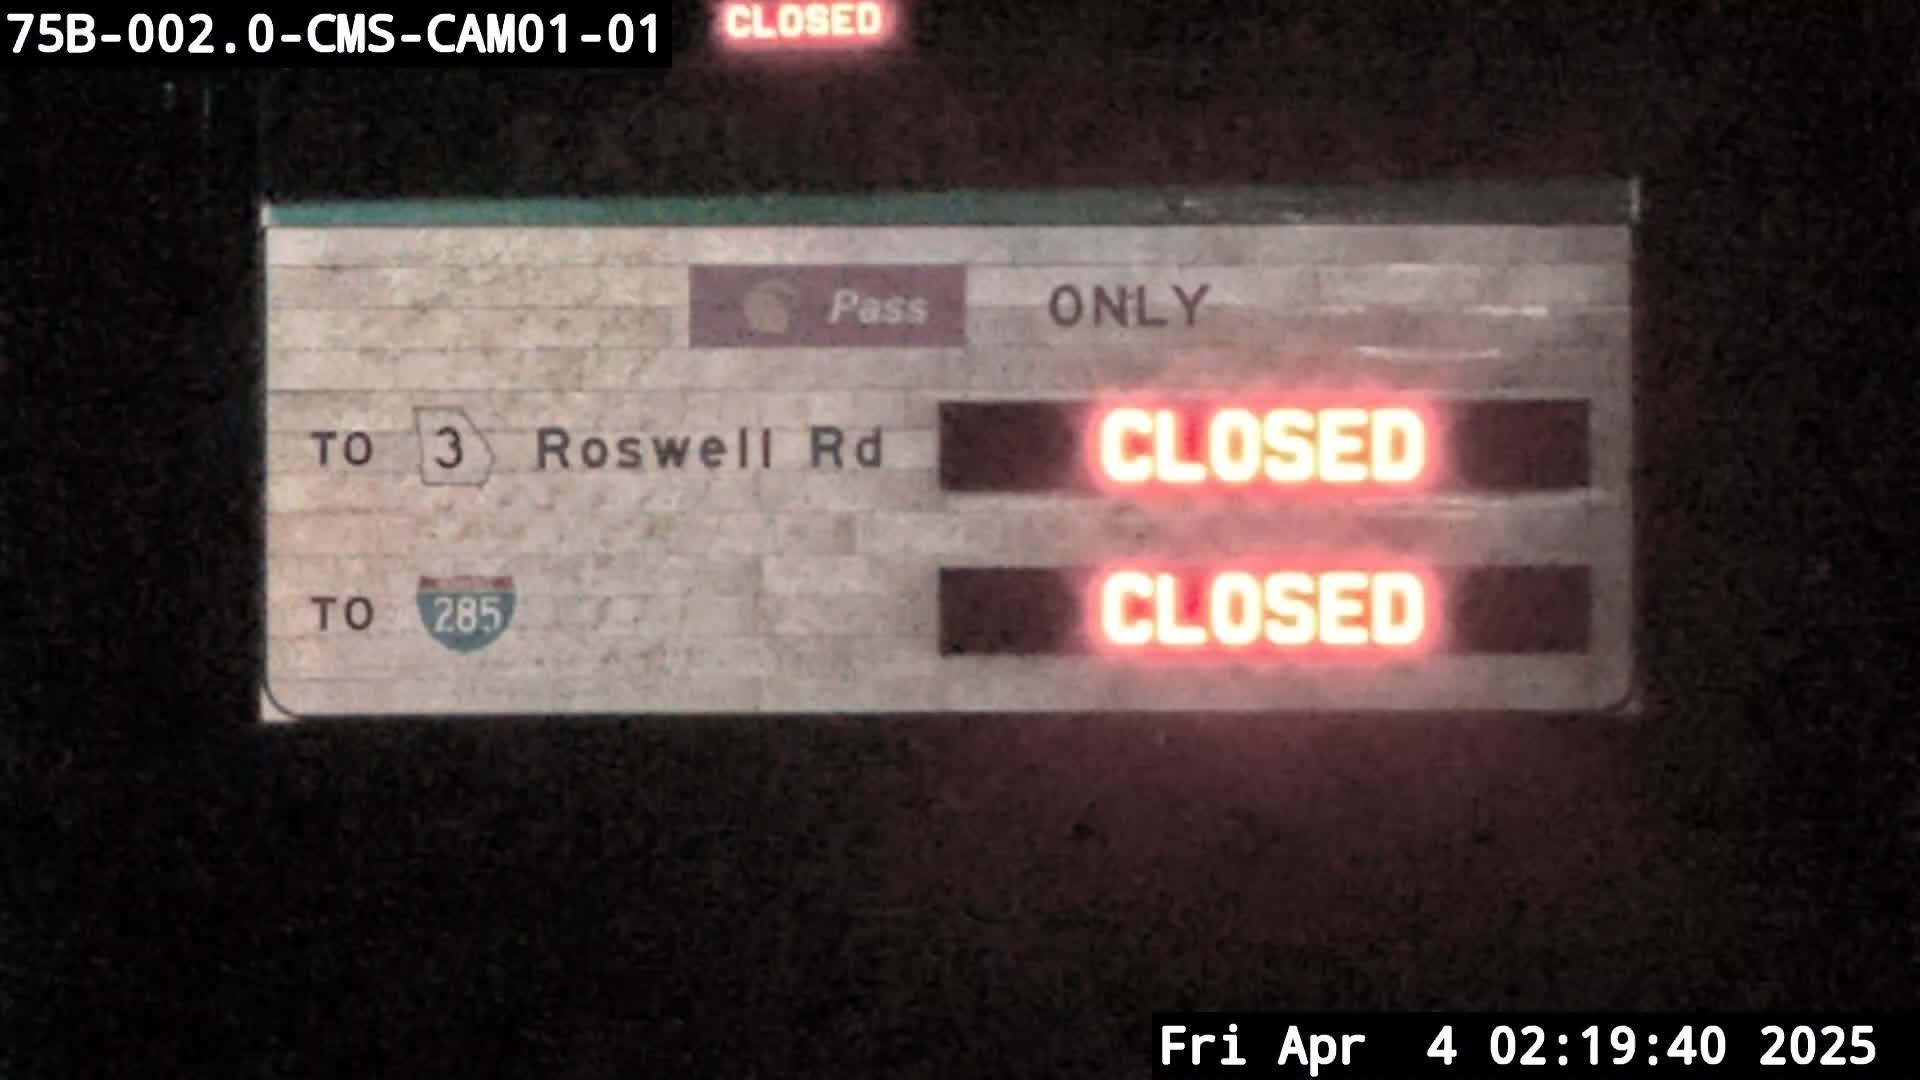 75B-002.0-CMS-CAM01-01
CLOSED
Pass ONLY
TO 3 Roswell Rd CLOSED
TO 285 CLOSED
Fri Apr 4 02:19:40 2025